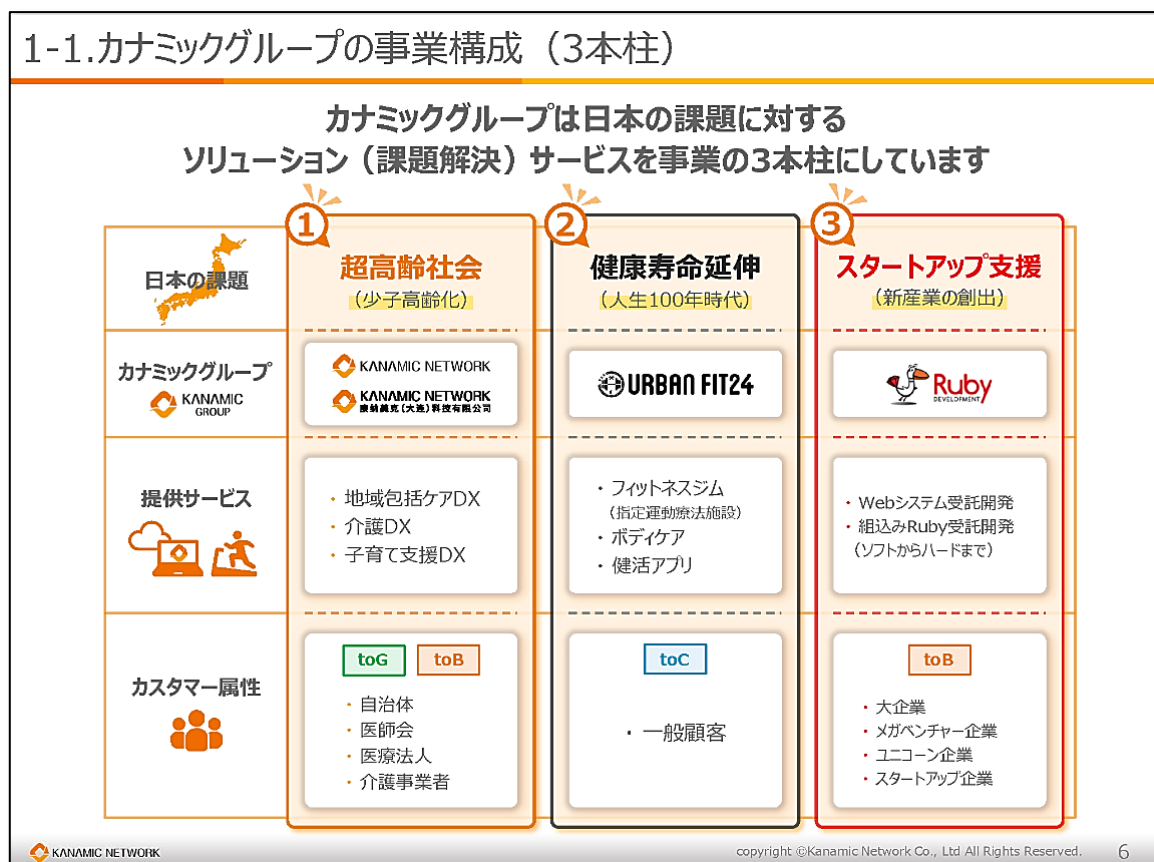 1-1.カナミックグループの事業構成（3本柱）
カナミックグループは日本の課題に対する
ソリューション（課題解決）サービスを事業の3本柱にしています
① ② ③
日本の課題
超高齢社会
（少子高齢化）
健康寿命延伸
（人生100年時代）
スタートアップ支援
（新産業の創出）
カナミックグループ
KANAMIC
GROUP
KANAMIC NETWORK
KANAMIC NETWORK
康納美克（大连）科技有限公司
URBAN FIT24
Ruby
DEVELOPMENT
提供サービス
・地域包括ケアDX
・介護DX
・子育て支援DX
・フィットネスジム
（指定運動療法施設）
・ボディケア
・健活アプリ
・Webシステム受託開発
・組込みRuby受託開発
（ソフトからハードまで）
カスタマー属性
toG toB
・自治体
・医師会
・医療法人
・介護事業者
toC
・一般顧客
toB
・大企業
・メガベンチャー企業
・ユニコーン企業
・スタートアップ企業
KANAMIC NETWORK
copyright ©Kanamic Network Co., Ltd All Rights Reserved.
6